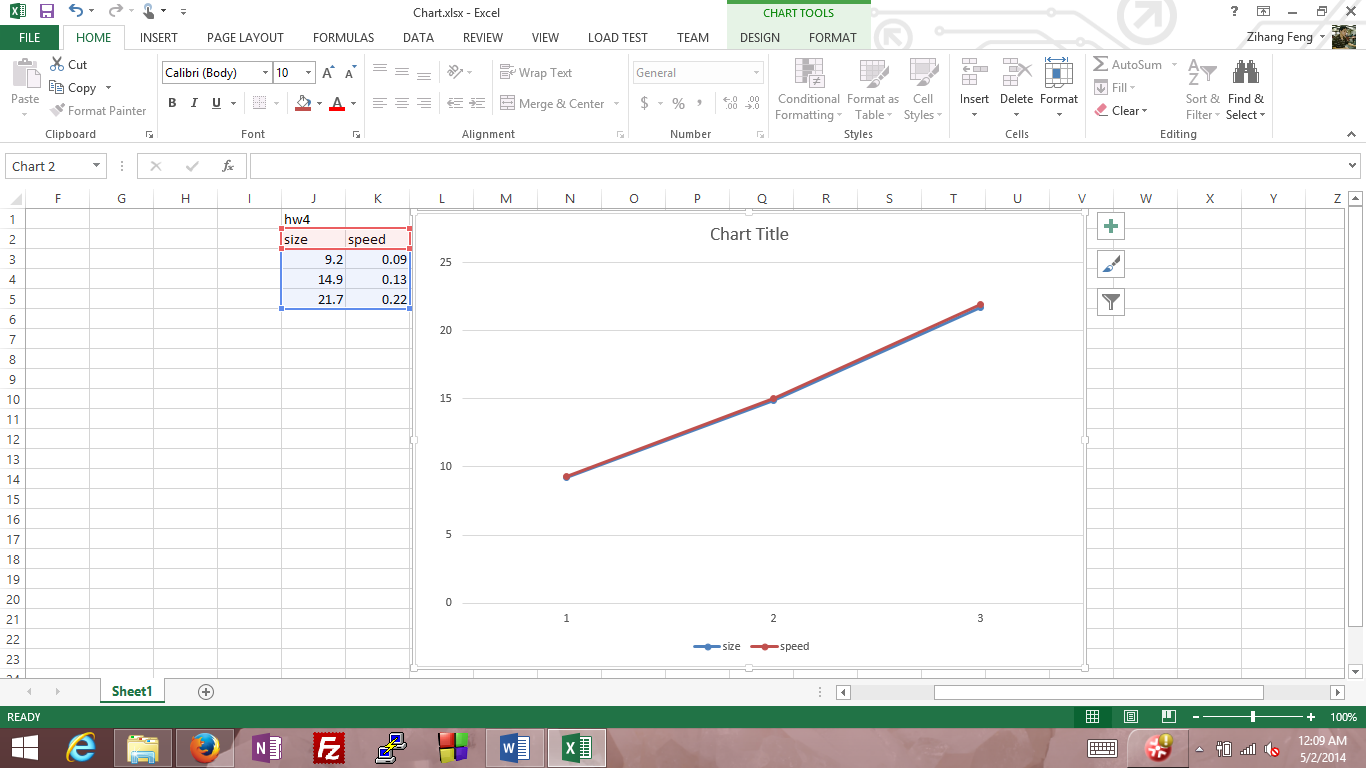 Chart.xlsx - Excel
CHART TOOLS
?
FILE HOME INSERT PAGE LAYOUT FORMULAS DATA REVIEW VIEW LOAD TEST TEAM DESIGN FORMAT Zihang Feng
Paste
Cut
Copy
Format Painter
Clipboard
Calibri (Body) 10
B I U
Font
Wrap Text
Merge & Center
Alignment
General
$ %
Number
Conditional Formatting
Format as Table
Cell Styles
Styles
Insert
Delete
Format
Cells
AutoSum
Fill
Clear
Sort & Filter
Find & Select
Editing
Chart 2
fx
F G H I J K L M N O P Q R S T U V W X Y Z
1 hw4
2 size speed
3 9.2 0.09
4 14.9 0.13
5 21.7 0.22
6
7
8
9
10
11
12
13
14
15
16
17
18
19
20
21
22
23
24
Chart Title
25
20
15
10
5
0
1 2 3
size speed
Sheet1
READY
100%
12:09 AM
5/2/2014